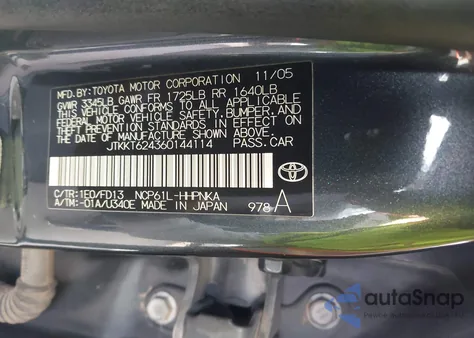 MFD.BY:TOYOTA MOTOR CORPORATION 11/05
GVWR 3345LB GAWR FR 1725LB RR 1640LB
THIS VEHICLE CONFORMS TO ALL APPLICABLE
FEDERAL MOTOR VEHICLE SAFETY, BUMPER, AND
THEFT PREVENTION STANDARDS IN EFFECT ON
THE DATE OF MANUFACTURE SHOWN ABOVE.
JTKKT624360144114 PASS.CAR
C/TR:1E0/FD13 NCP61L-HHPNKA
A/TM:-01A/U340E MADE IN JAPAN 978 A
autoSnap